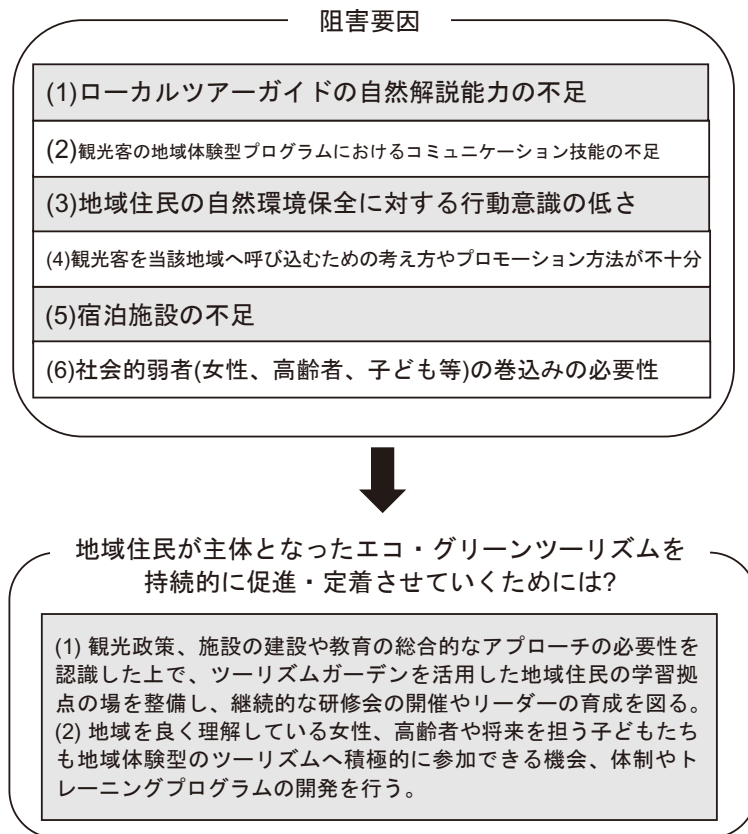 阻害要因
(1)ローカルツアーガイドの自然解説能力の不足
(2)観光客の地域体験型プログラムにおけるコミュニケーション技能の不足
(3)地域住民の自然環境保全に対する行動意識の低さ
(4)観光客を当該地域へ呼び込むための考え方やプロモーション方法が不十分
(5)宿泊施設の不足
(6)社会的弱者(女性、高齢者、子ども等)の巻込みの必要性
地域住民が主体となったエコ・グリーンツーリズムを
持続的に促進・定着させていくためには?
(1) 観光政策、施設の建設や教育の総合的なアプローチの必要性を
認識した上で、ツーリズムガーデンを活用した地域住民の学習拠
点の場を整備し、継続的な研修会の開催やリーダーの育成を図る。
(2) 地域を良く理解している女性、高齢者や将来を担う子どもたち
も地域体験型のツーリズムへ積極的に参加できる機会、体制やト
レーニングプログラムの開発を行う。